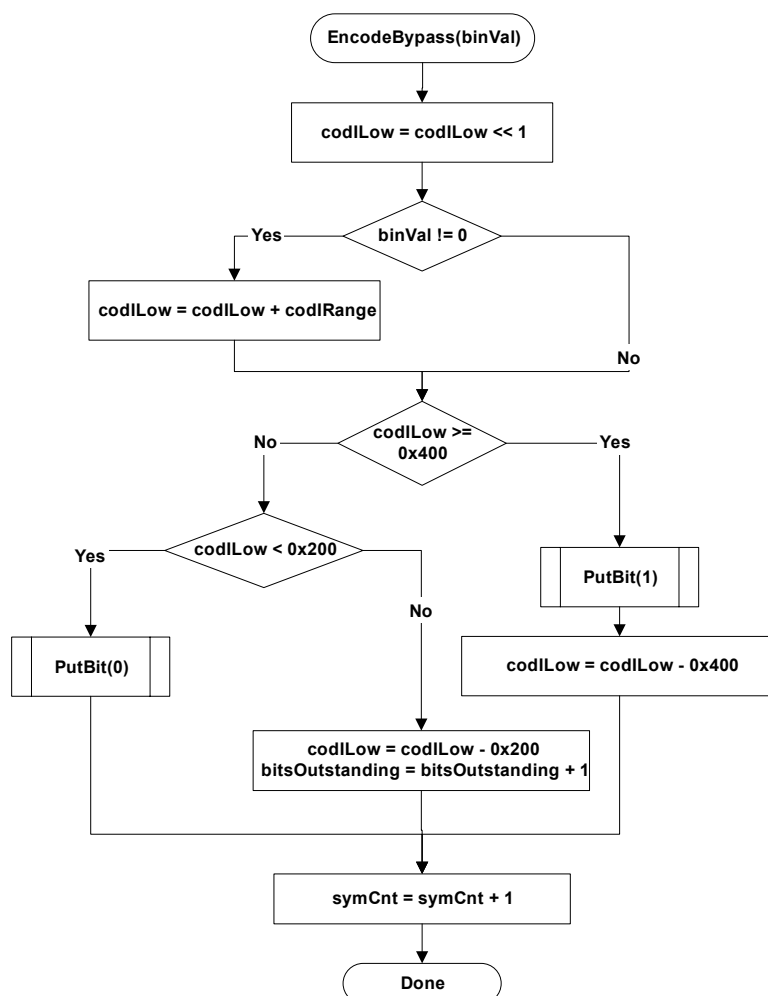 EncodeBypass(binVal)
codILow = codILow << 1
binVal != 0
Yes
codILow = codILow + codIRange
No
codILow >=
0x400
No
Yes
codILow < 0x200
Yes
No
PutBit(1)
PutBit(0)
codILow = codILow - 0x400
codILow = codILow - 0x200
bitsOutstanding = bitsOutstanding + 1
symCnt = symCnt + 1
Done